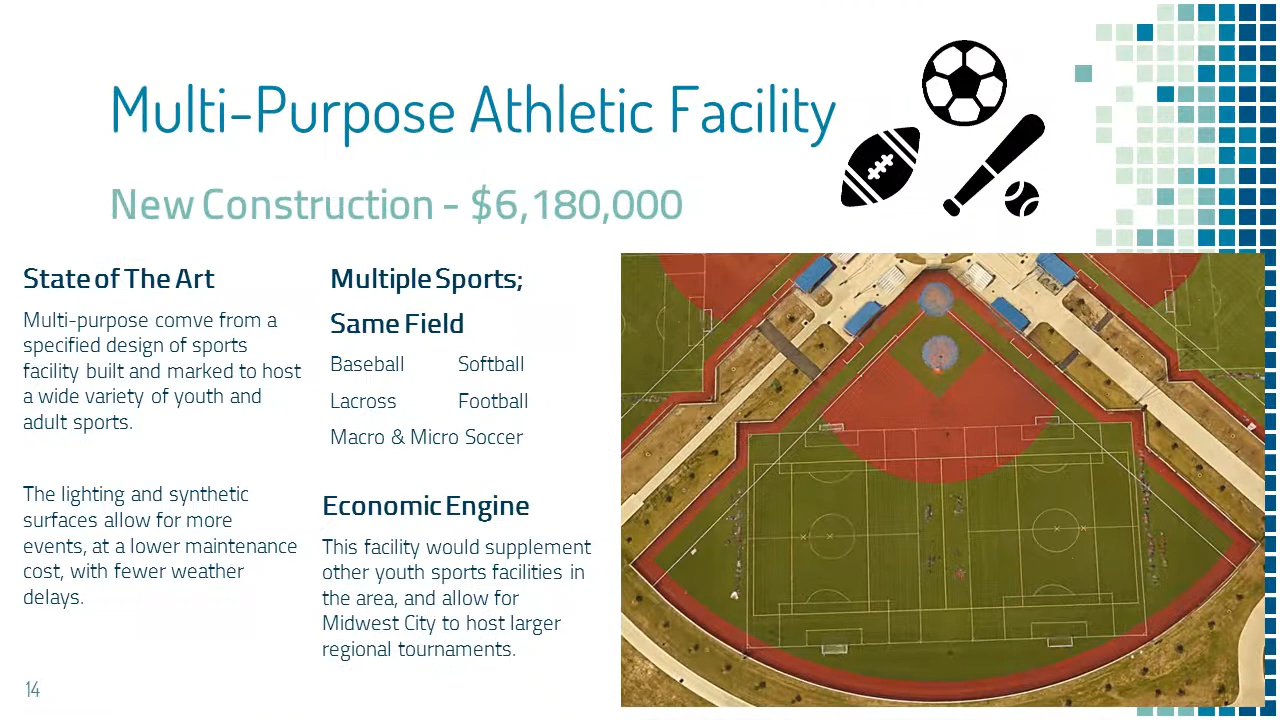 Multi-Purpose Athletic Facility
New Construction - $6,180,000
State of The Art
Multi-purpose comve from a
specified design of sports
facility built and marked to host
a wide variety of youth and
adult sports.
The lighting and synthetic
surfaces allow for more
events, at a lower maintenance
cost, with fewer weather
delays.
Multiple Sports;
Same Field
Baseball Softball
Lacross Football
Macro & Micro Soccer
Economic Engine
This facility would supplement
other youth sports facilities in
the area, and allow for
Midwest City to host larger
regional tournaments.
14